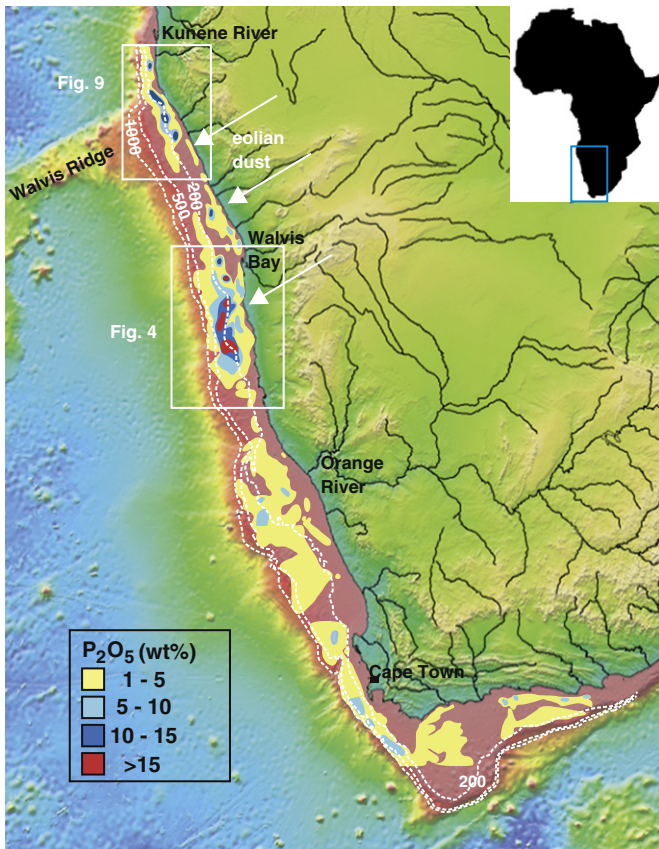 Kunene River
Fig. 9
1000
eolian
dust
Walvis Ridge
200
500
Walvis
Bay
Fig. 4
Orange
River
P₂O₅ (wt%)
1 - 5
5 - 10
10 - 15
>15
Cape Town
200